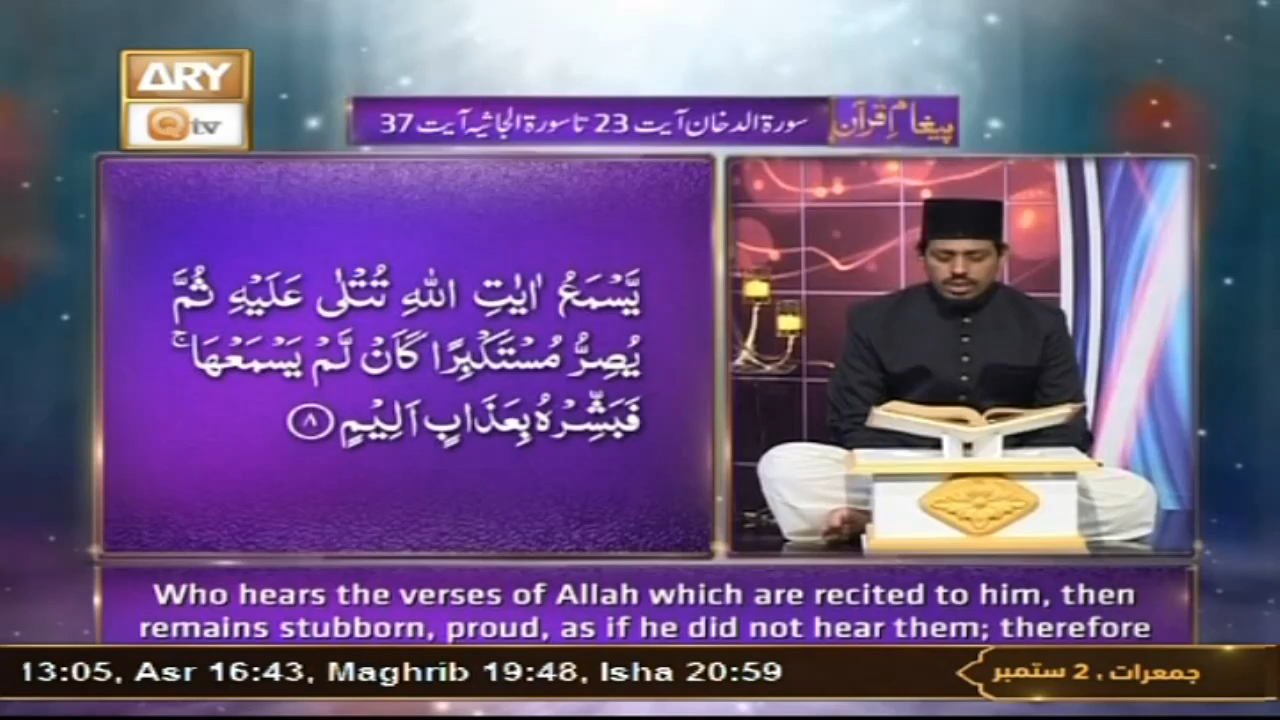 ARY
Qtv
پیغام قرآن
سورۃ الدخان آیت 23 تا سورۃ الجاثیہ آیت 37
يَّسْمَعُ اٰيٰتِ اللّٰهِ تُتْلٰى عَلَيْهِ ثُمَّ
يُصِرُّ مُسْتَكْبِرًا كَاَنْ لَّمْ يَسْمَعْهَا ۚ
فَبَشِّرْهُ بِعَذَابٍ اَلِيْمٍ ۝٨
Who hears the verses of Allah which are recited to him, then
remains stubborn, proud, as if he did not hear them; therefore
13:05, Asr 16:43, Maghrib 19:48, Isha 20:59
جمعرات ، 2 ستمبر